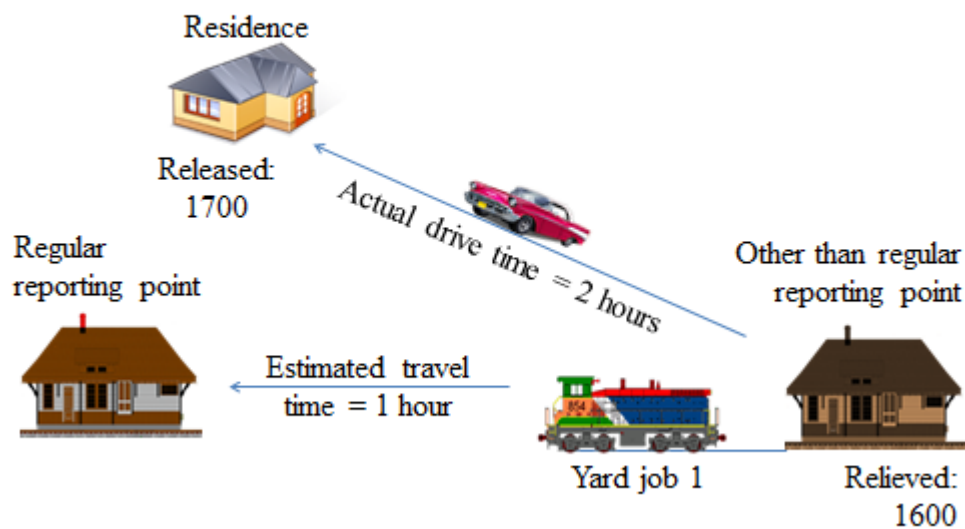 Residence
Released:
1700
Actual drive time = 2 hours
Regular
reporting point
Other than regular
reporting point
Estimated travel
time = 1 hour
854
Yard job 1
Relieved:
1600